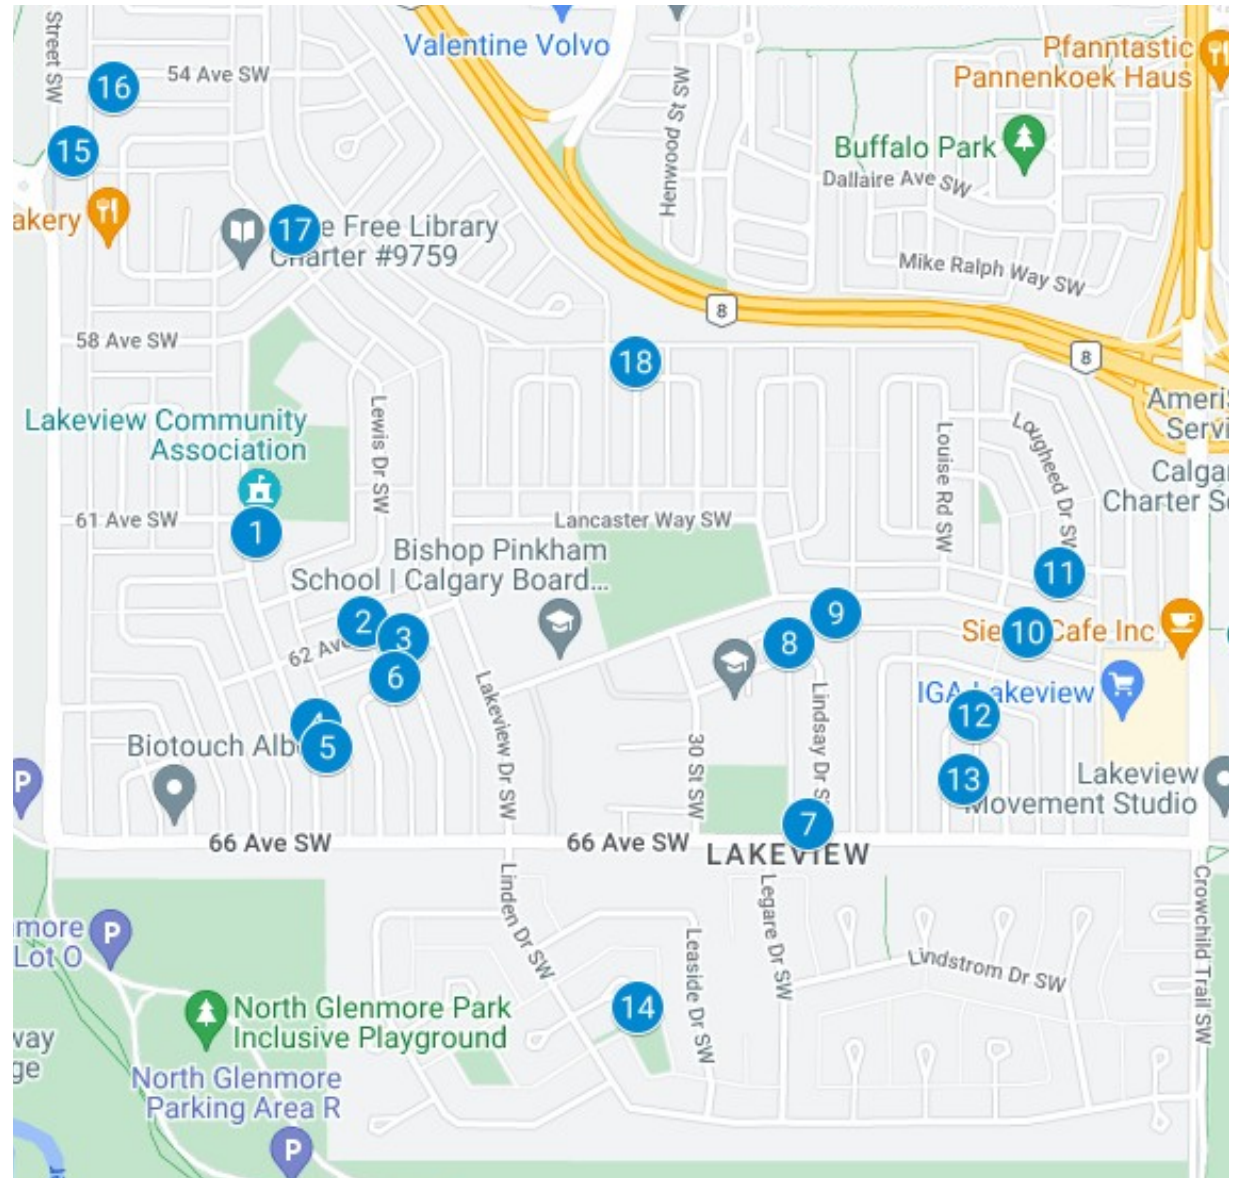 Street SW
Valentine Volvo
54 Ave SW
16
Henwood St SW
Pfanntastic
Pannenkoek Haus
15
Buffalo Park
Dallaire Ave SW
akery
17
e Free Library
Charter #9759
Mike Ralph Way SW
8
58 Ave SW
18
8
Lewis Dr SW
Lakeview Community
Association
Louise Rd SW
Lougheed Dr SW
Ameri
Servi
Calga
Charter S
61 Ave SW
1
Lancaster Way SW
Bishop Pinkham
School | Calgary Board...
11
2
3
62 Ave
9
8
10
Cafe Inc
6
Lakeview Dr SW
Lindsay Dr S
IGA Lakeview
12
4
5
Biotouch Alb
P
30 St SW
13
Lakeview
Movement Studio
7
66 Ave SW
66 Ave SW
LAKEVIEW
Linden Dr SW
Legare Dr SW
Crowchild Trail SW
more
Lot O
P
Leaside Dr SW
Lindstrom Dr SW
14
North Glenmore Park
Inclusive Playground
way
ge
North Glenmore
Parking Area R
P